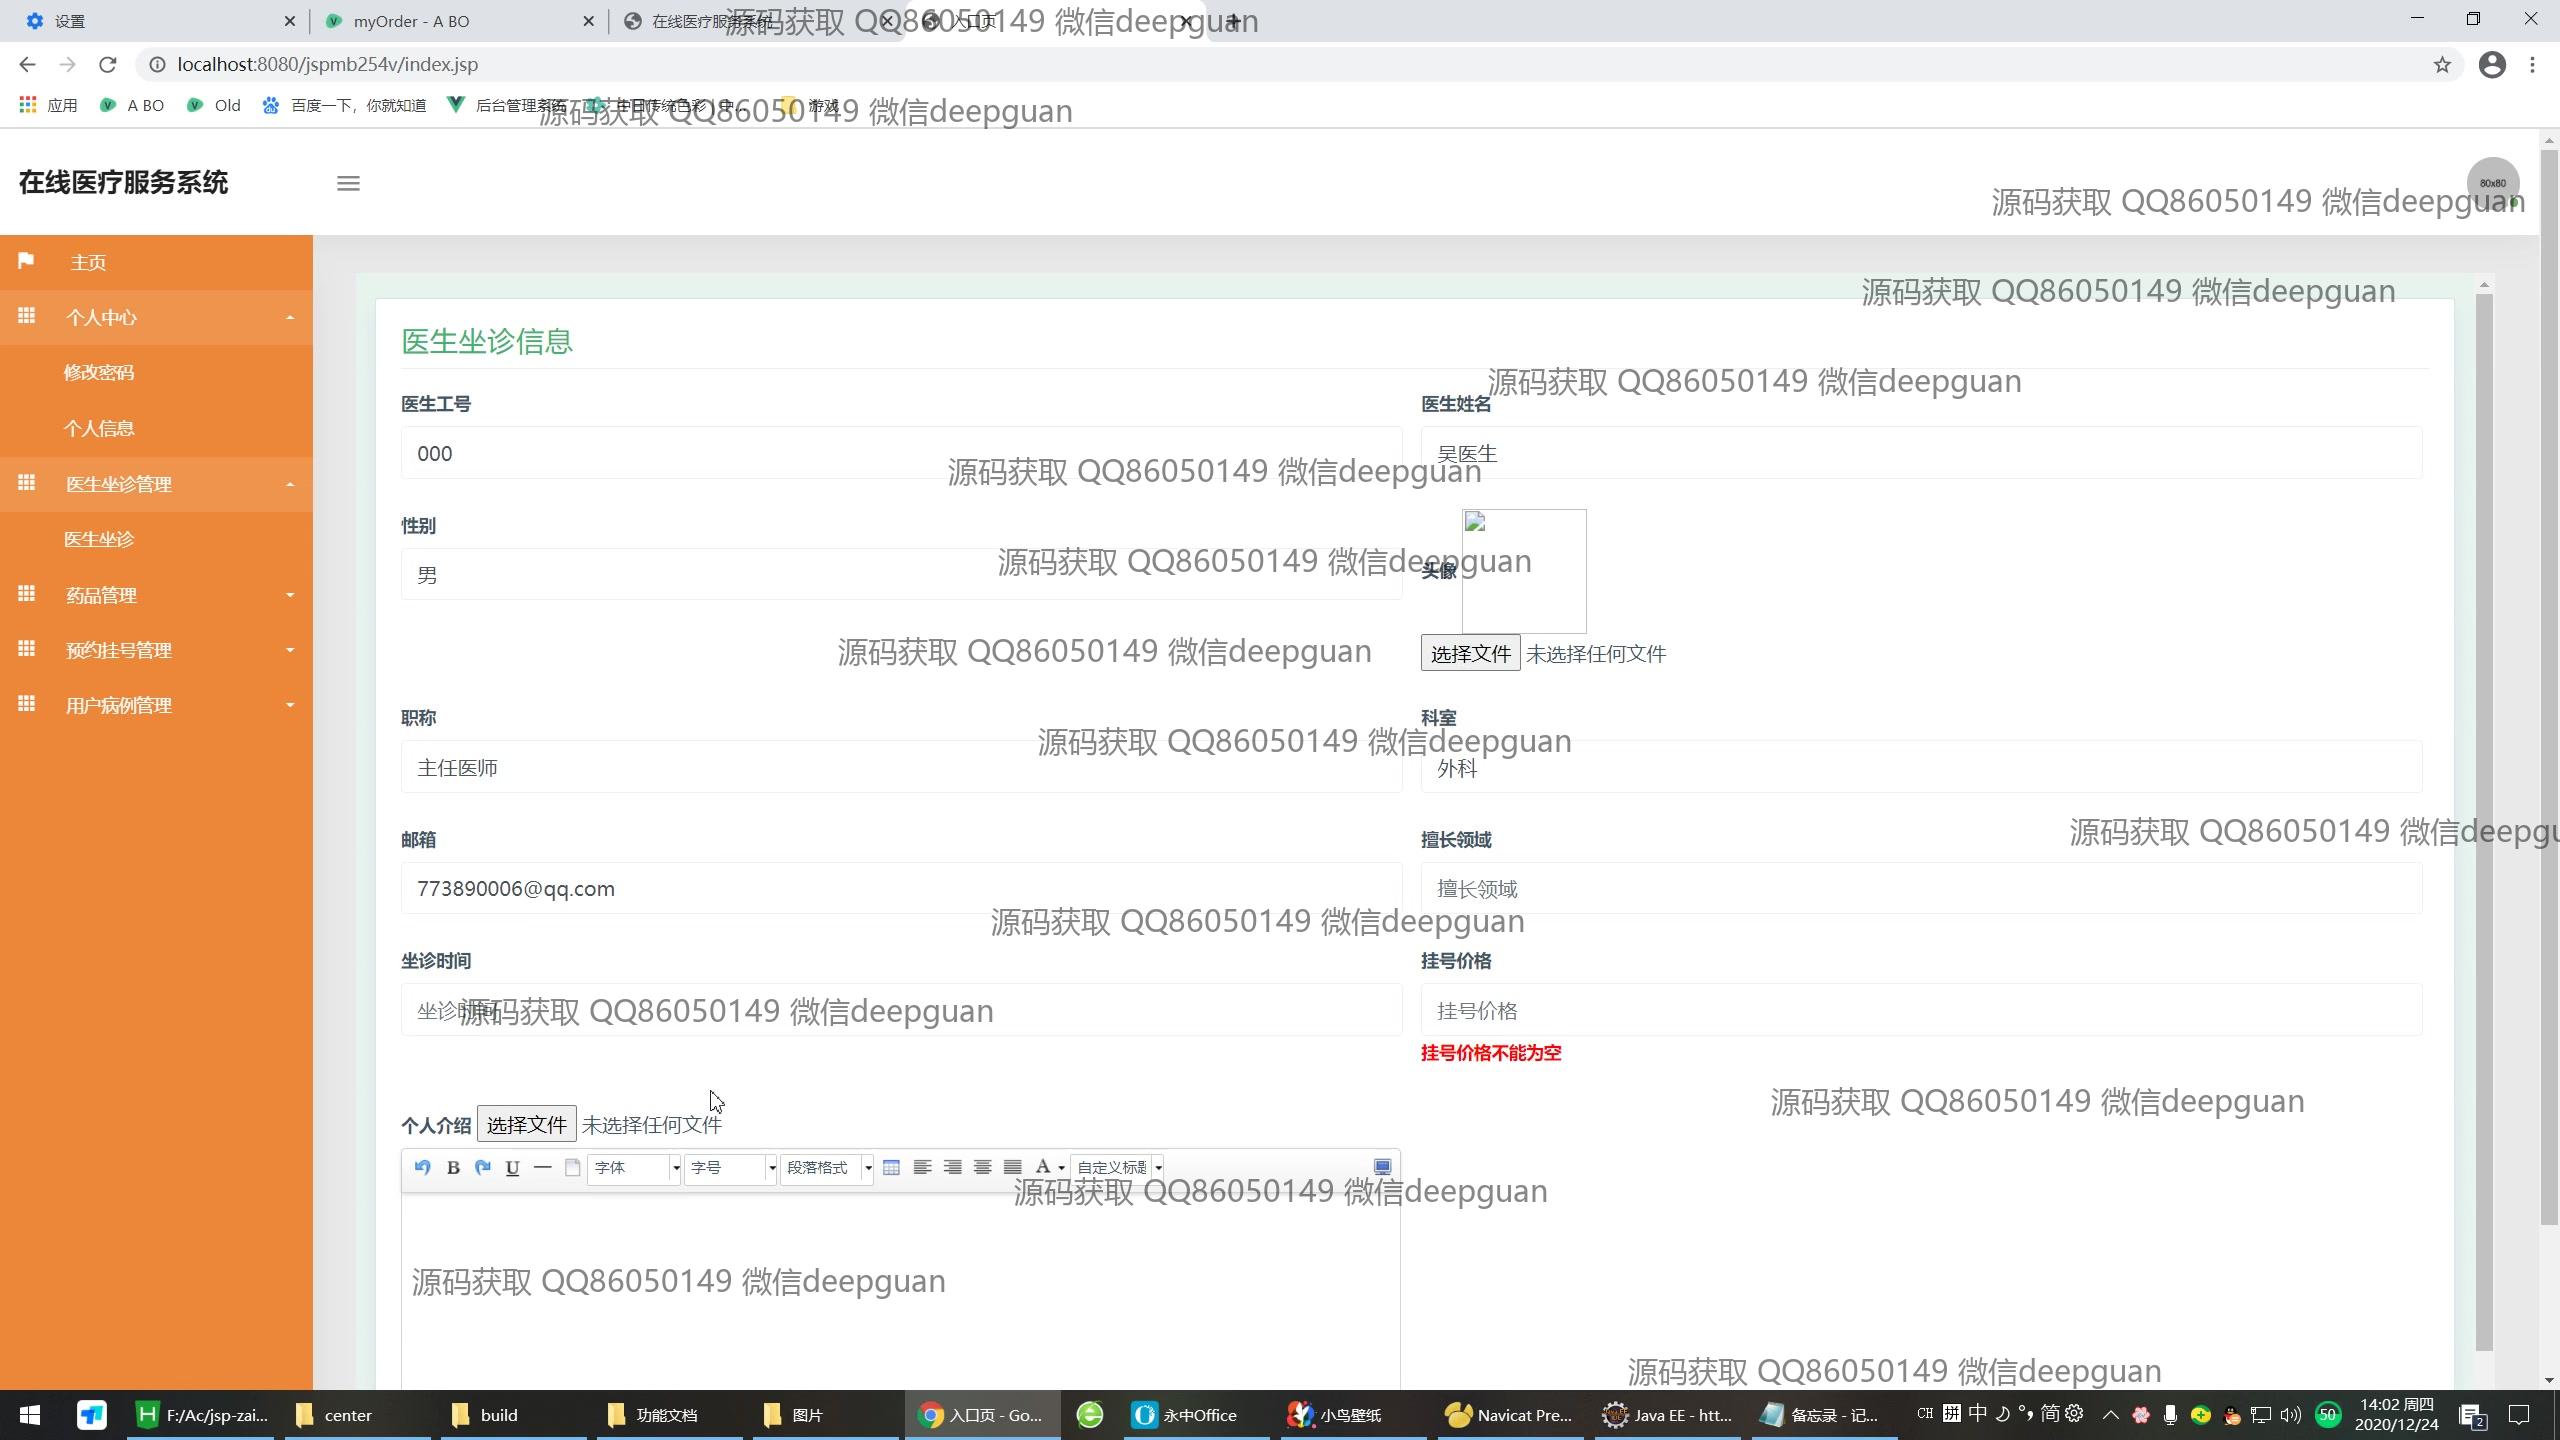 设置
myOrder - A BO
在线医疗服务系统
入口页
源码获取 QQ86050149 微信deepguan
localhost:8080/jspmb254v/index.jsp
应用
A BO
Old
百度一下，你就知道
后台管理系统
游戏
源码获取 QQ86050149 微信deepguan
在线医疗服务系统
80x80
源码获取 QQ86050149 微信deepguan
主页
个人中心
修改密码
个人信息
医生坐诊管理
医生坐诊
药品管理
预约挂号管理
用户病例管理
源码获取 QQ86050149 微信deepguan
医生坐诊信息
源码获取 QQ86050149 微信deepguan
医生工号
医生姓名
000
吴医生
源码获取 QQ86050149 微信deepguan
性别
男
头像
源码获取 QQ86050149 微信deepguan
选择文件 未选择任何文件
源码获取 QQ86050149 微信deepguan
职称
科室
源码获取 QQ86050149 微信deepguan
主任医师
外科
邮箱
擅长领域
源码获取 QQ86050149 微信deepgu
773890006@qq.com
擅长领域
源码获取 QQ86050149 微信deepguan
坐诊时间
挂号价格
坐诊时间
源码获取 QQ86050149 微信deepguan
挂号价格
挂号价格不能为空
源码获取 QQ86050149 微信deepguan
个人介绍 选择文件 未选择任何文件
B U 字体 字号 段落格式 A 自定义标题
源码获取 QQ86050149 微信deepguan
源码获取 QQ86050149 微信deepguan
源码获取 QQ86050149 微信deepguan
F:/Ac/jsp-zai...
center
build
功能文档
图片
入口页 - Go...
永中Office
小鸟壁纸
Navicat Pre...
Java EE - htt...
备忘录 - 记...
CH 拼 中 简
50
14:02 周四
2020/12/24
2